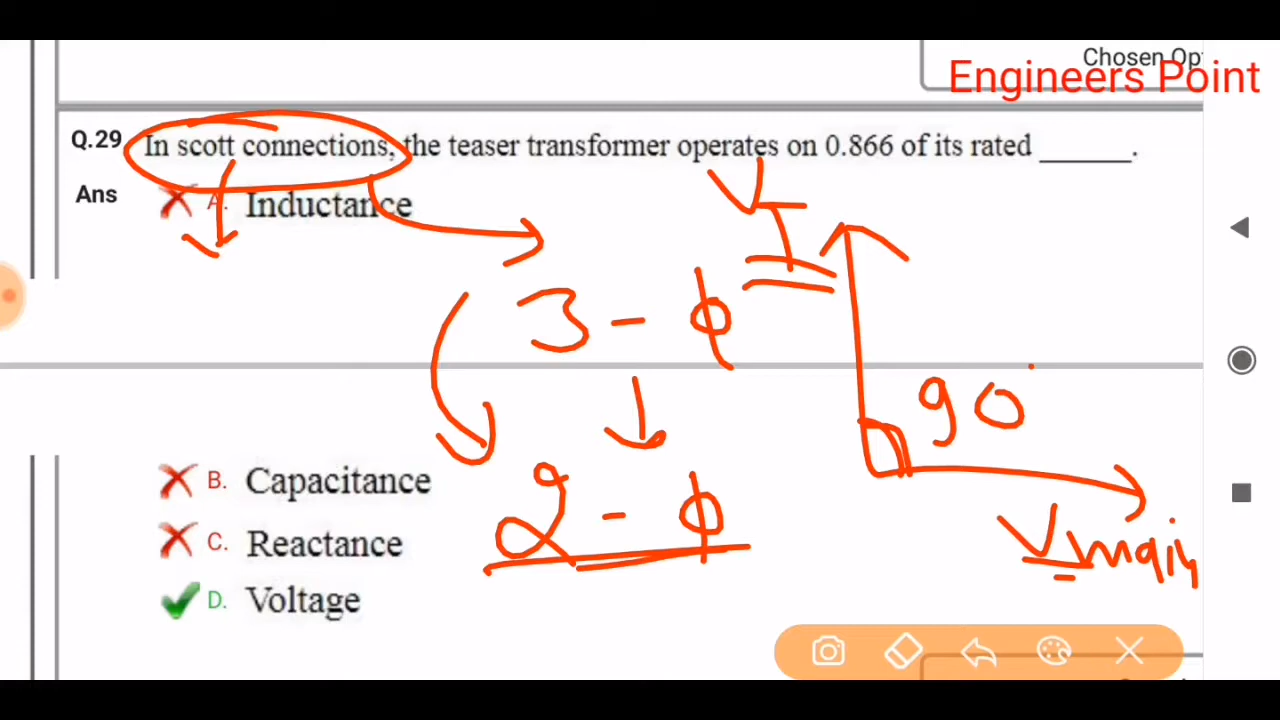 Chosen Op
Engineers Point
Q.29 In scott connections, the teaser transformer operates on 0.866 of its rated ______.
Ans
A. Inductance
V T
3 - ϕ
90
2 - ϕ
B. Capacitance
C. Reactance
V main
D. Voltage